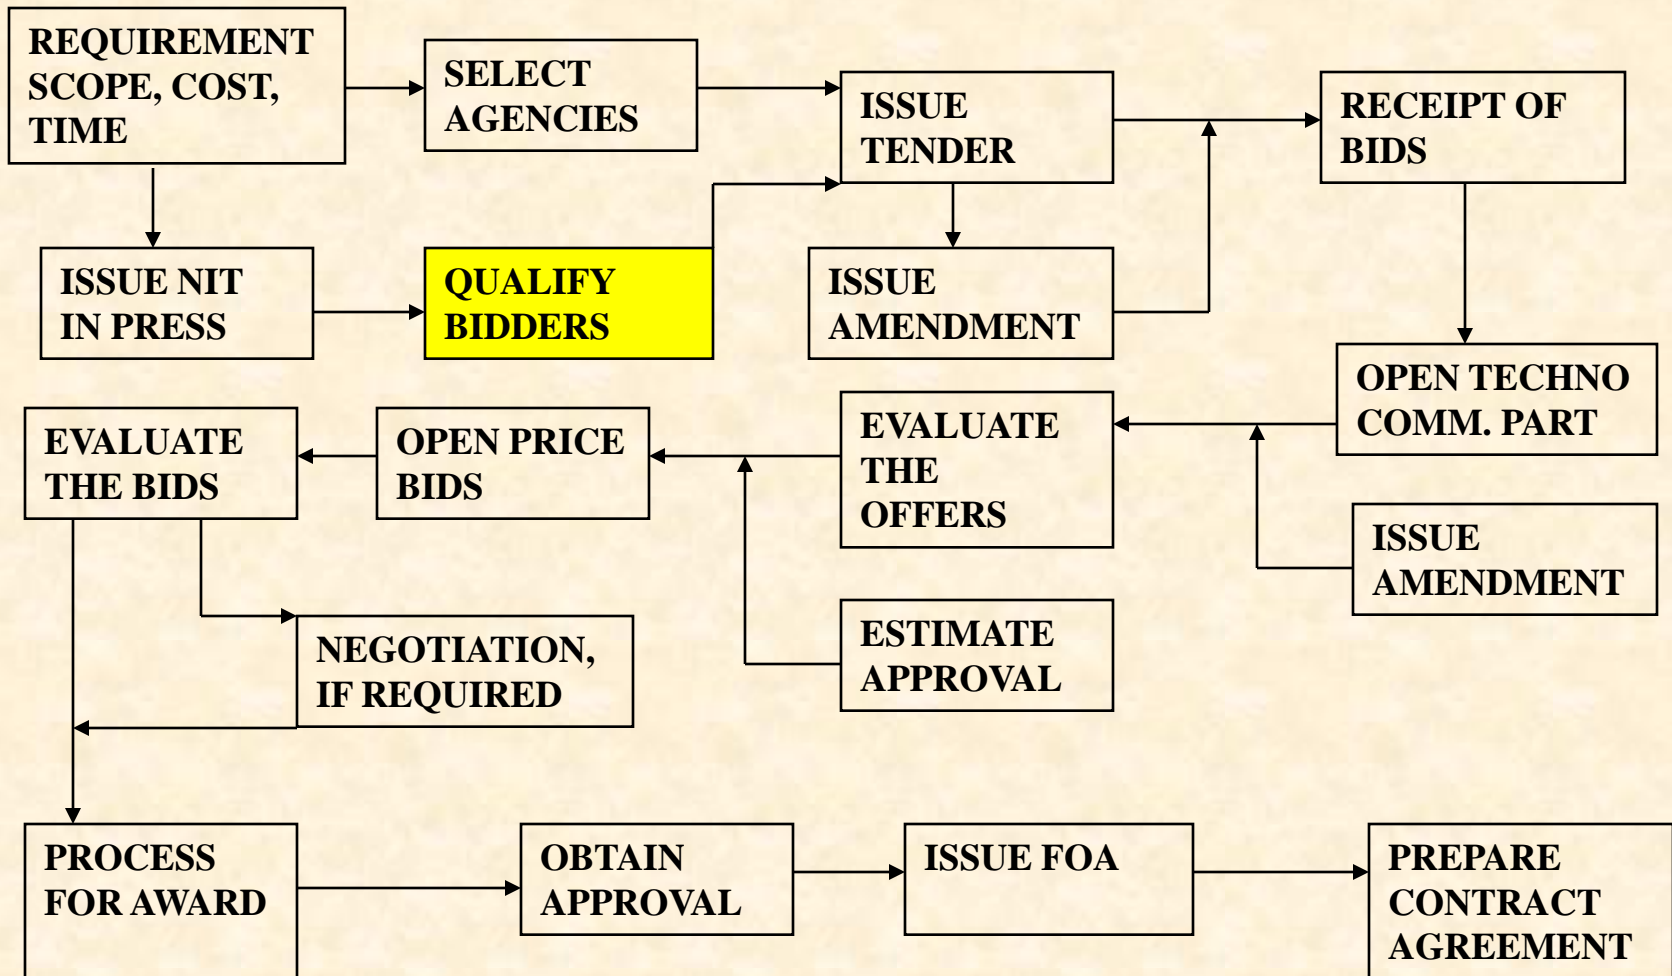 REQUIREMENT
SCOPE, COST,
TIME
SELECT
AGENCIES
ISSUE
TENDER
RECEIPT OF
BIDS
ISSUE NIT
IN PRESS
QUALIFY
BIDDERS
ISSUE
AMENDMENT
OPEN TECHNO
COMM. PART
EVALUATE
THE
OFFERS
OPEN PRICE
BIDS
EVALUATE
THE BIDS
ISSUE
AMENDMENT
ESTIMATE
APPROVAL
NEGOTIATION,
IF REQUIRED
PROCESS
FOR AWARD
OBTAIN
APPROVAL
ISSUE FOA
PREPARE
CONTRACT
AGREEMENT